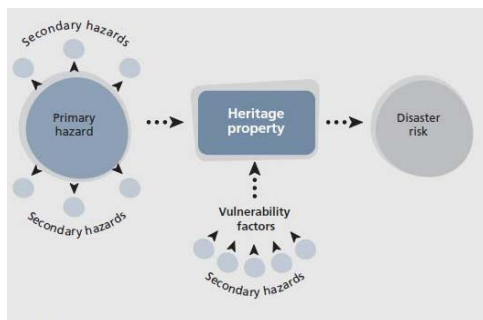 Secondary hazards
Primary
hazard
Secondary hazards
Heritage
property
Disaster
risk
Vulnerability
factors
Secondary hazards